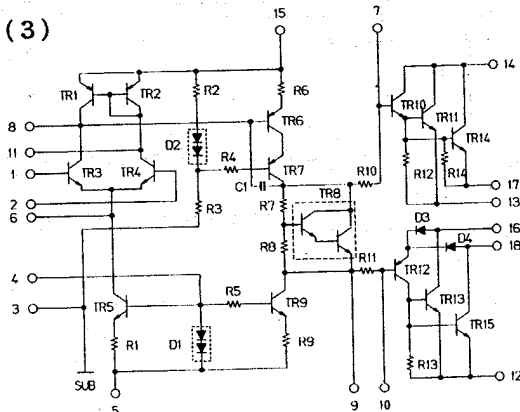 (3)
15
7
14
TR1
TR2
R2
R6
TR6
TR10
TR11
TR14
8
D2
11
R4
TR7
R10
R12
R14
17
1
TR3
TR4
C1
TR8
13
2
R3
R7
D3
16
6
D4
18
R8
R11
TR12
4
TR13
R5
TR15
3
TR5
TR9
R1
D1
R9
R13
SUB
12
5
9
10